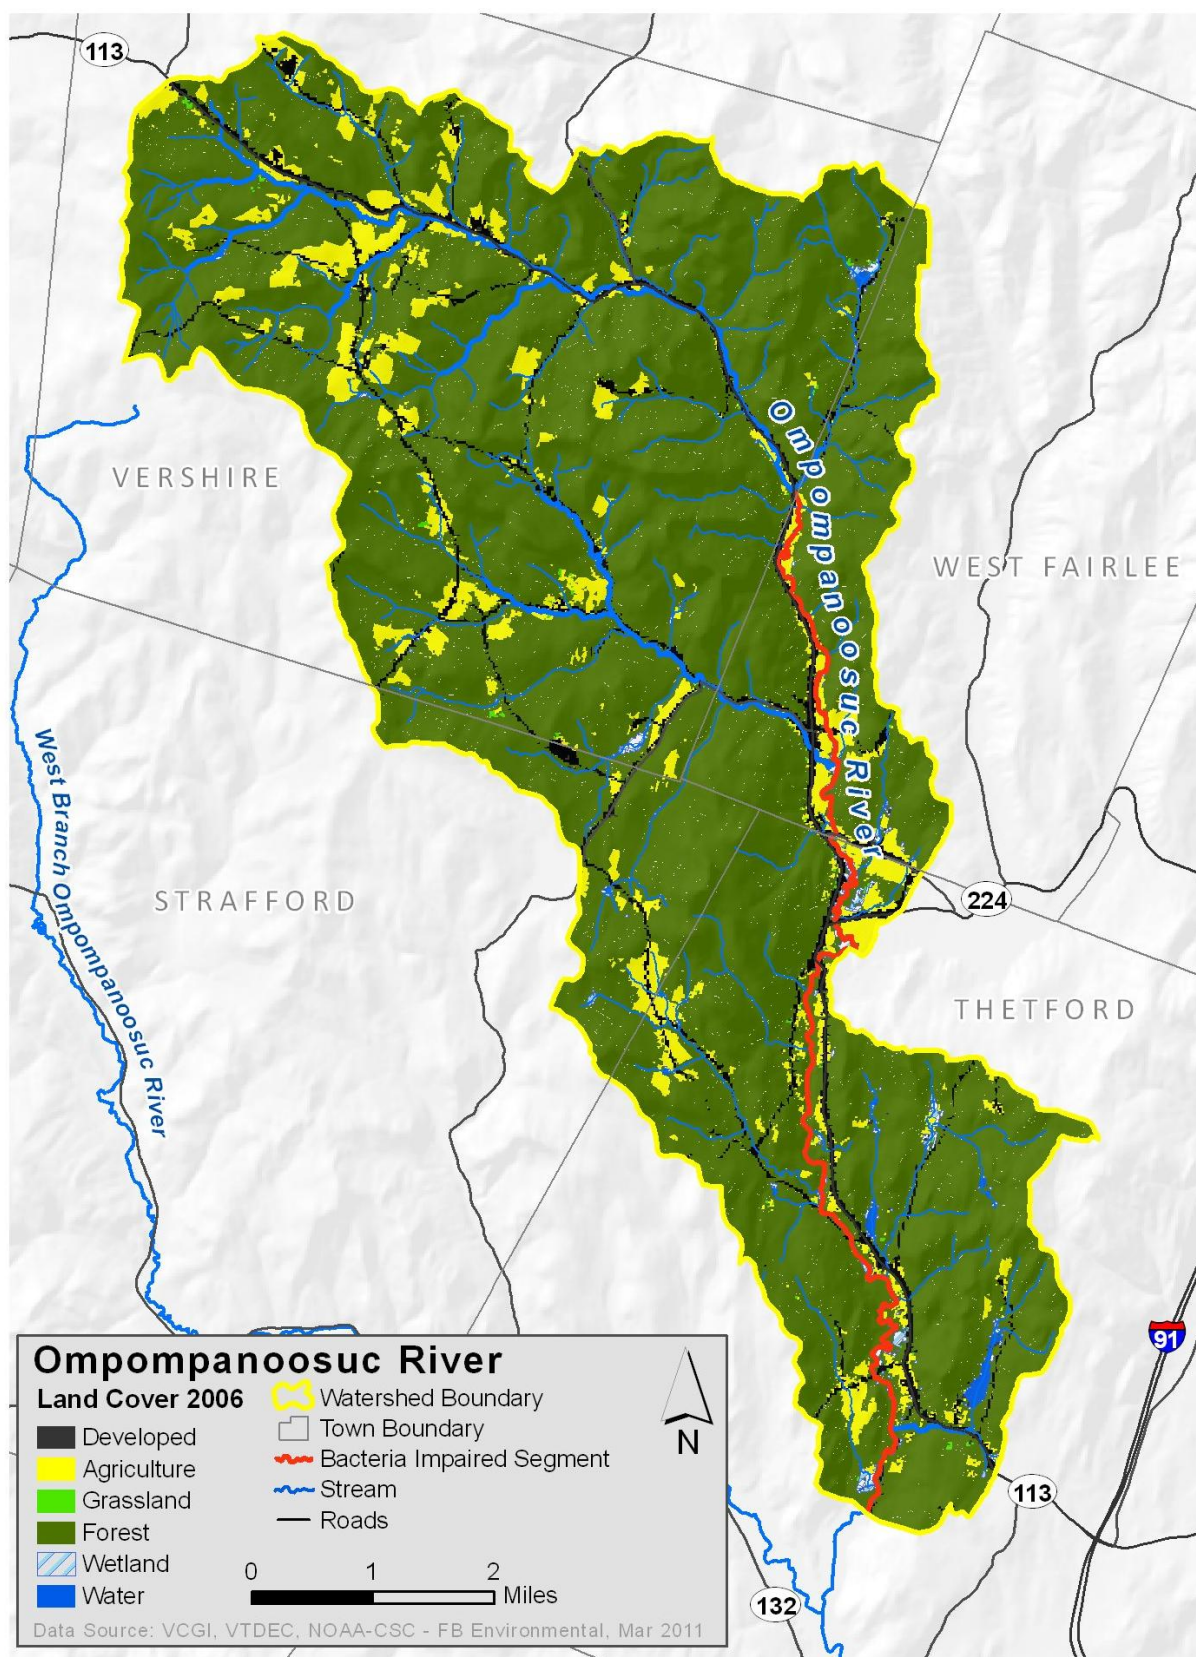 113
Ompompanoosuc River
VERSHIRE
WEST FAIRLEE
West Branch Ompompanoosuc River
STRAFFORD
224
THETFORD
91
113
132
Ompompanoosuc River
Land Cover 2006
Developed
Agriculture
Grassland
Forest
Wetland
Water
Watershed Boundary
Town Boundary
Bacteria Impaired Segment
Stream
Roads
N
0 1 2
Miles
Data Source: VCGI, VTDEC, NOAA-CSC - FB Environmental, Mar 2011